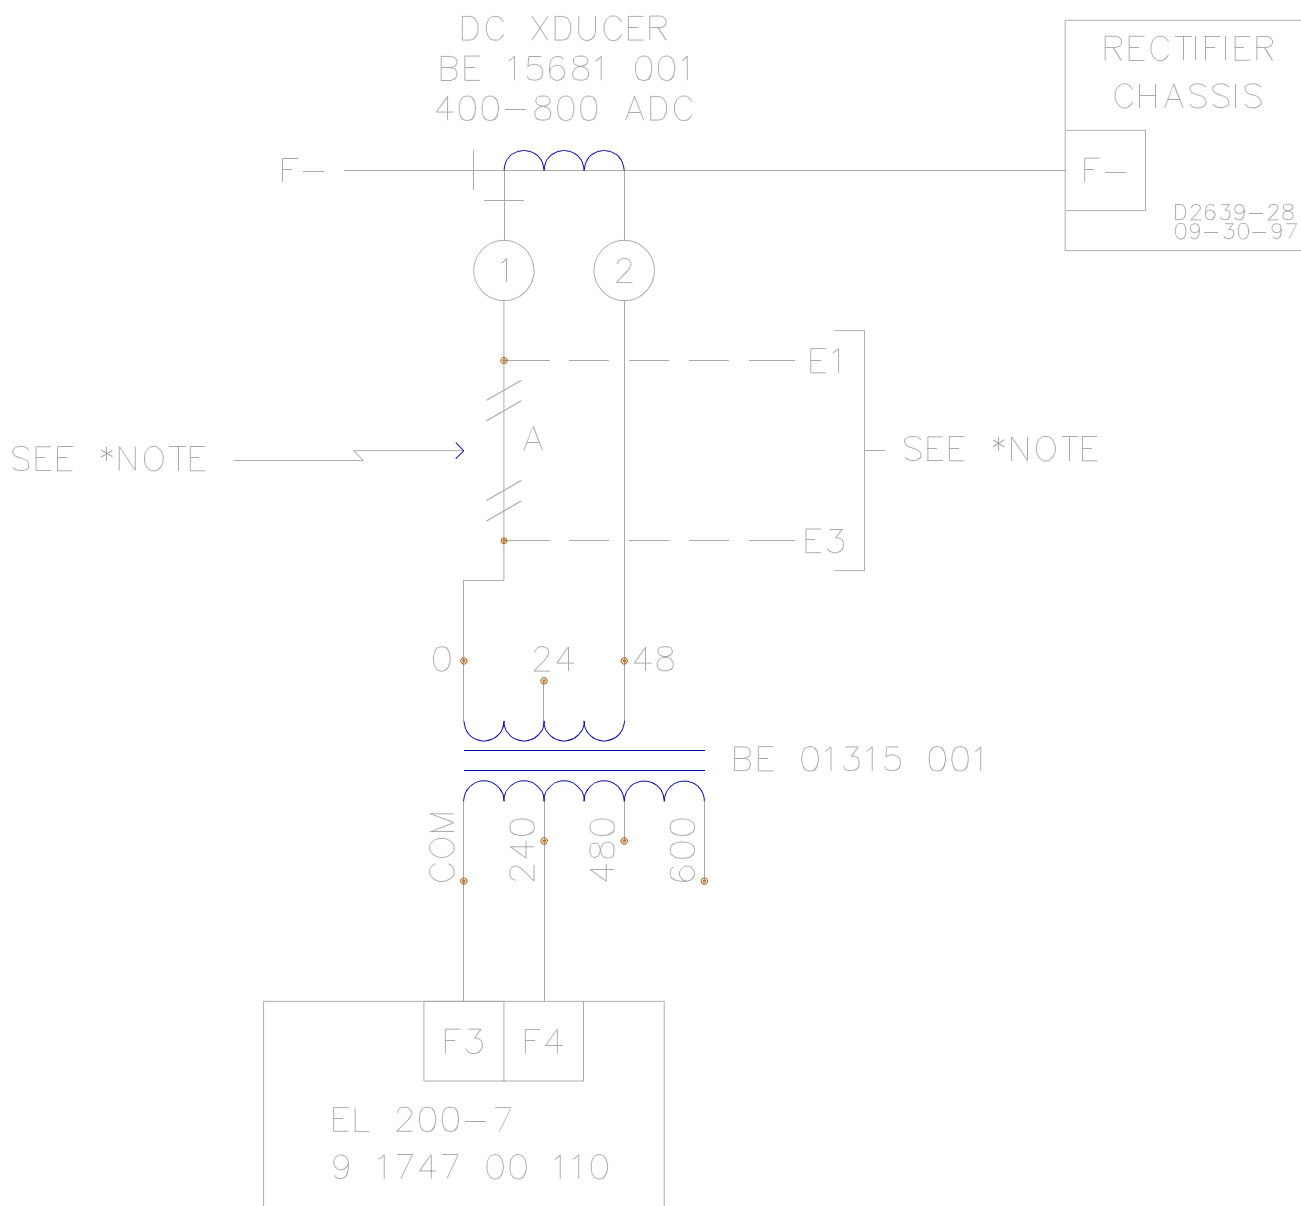 DC XDUCER
BE 15681 001
400-800 ADC
RECTIFIER
CHASSIS
F-
F-
D2639-28
09-30-97
1
2
E1
A
SEE *NOTE
SEE *NOTE
E3
0
24
48
BE 01315 001
COM
240
480
600
F3
F4
EL 200-7
9 1747 00 110